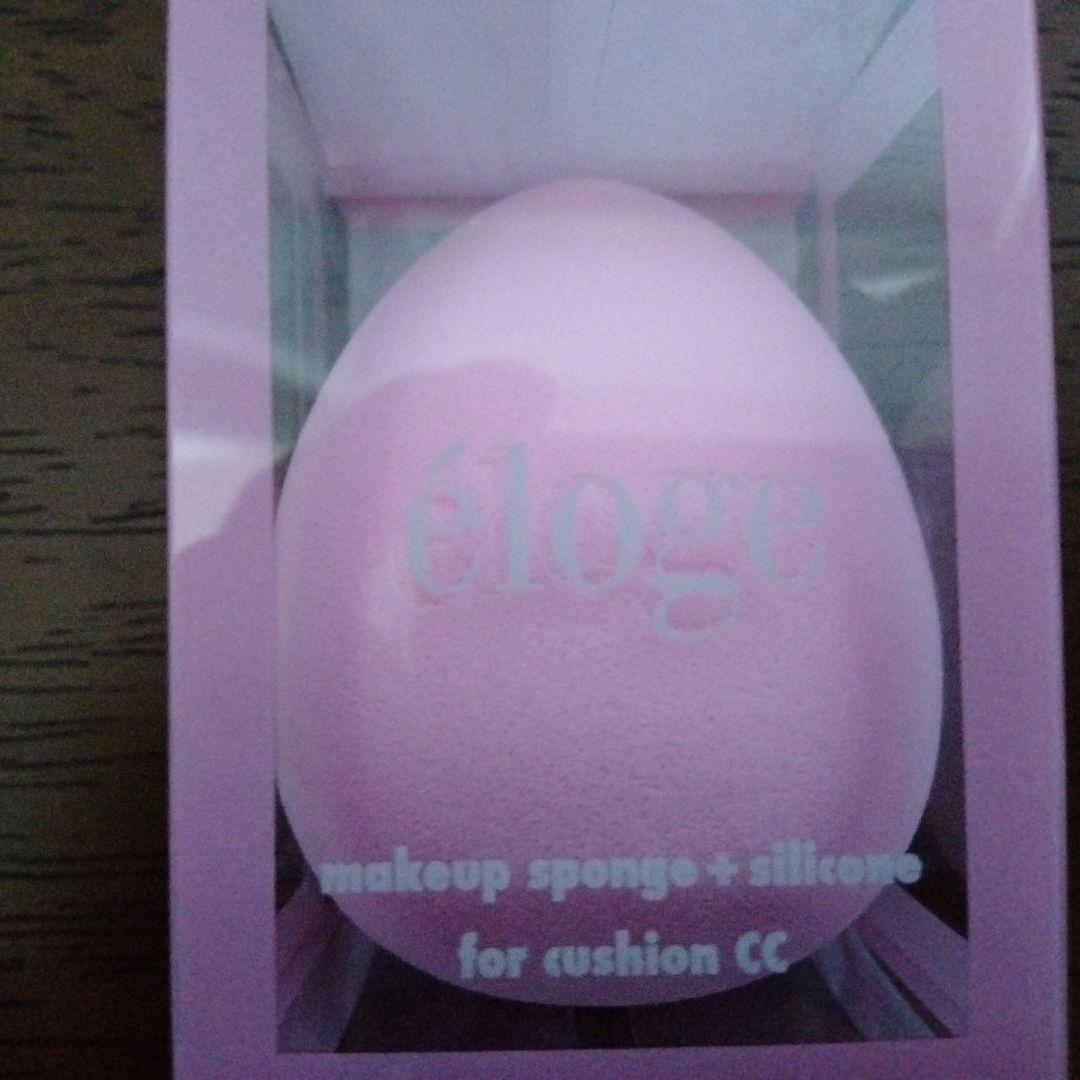 éloge
makeup sponge + silicone
for cushion CC